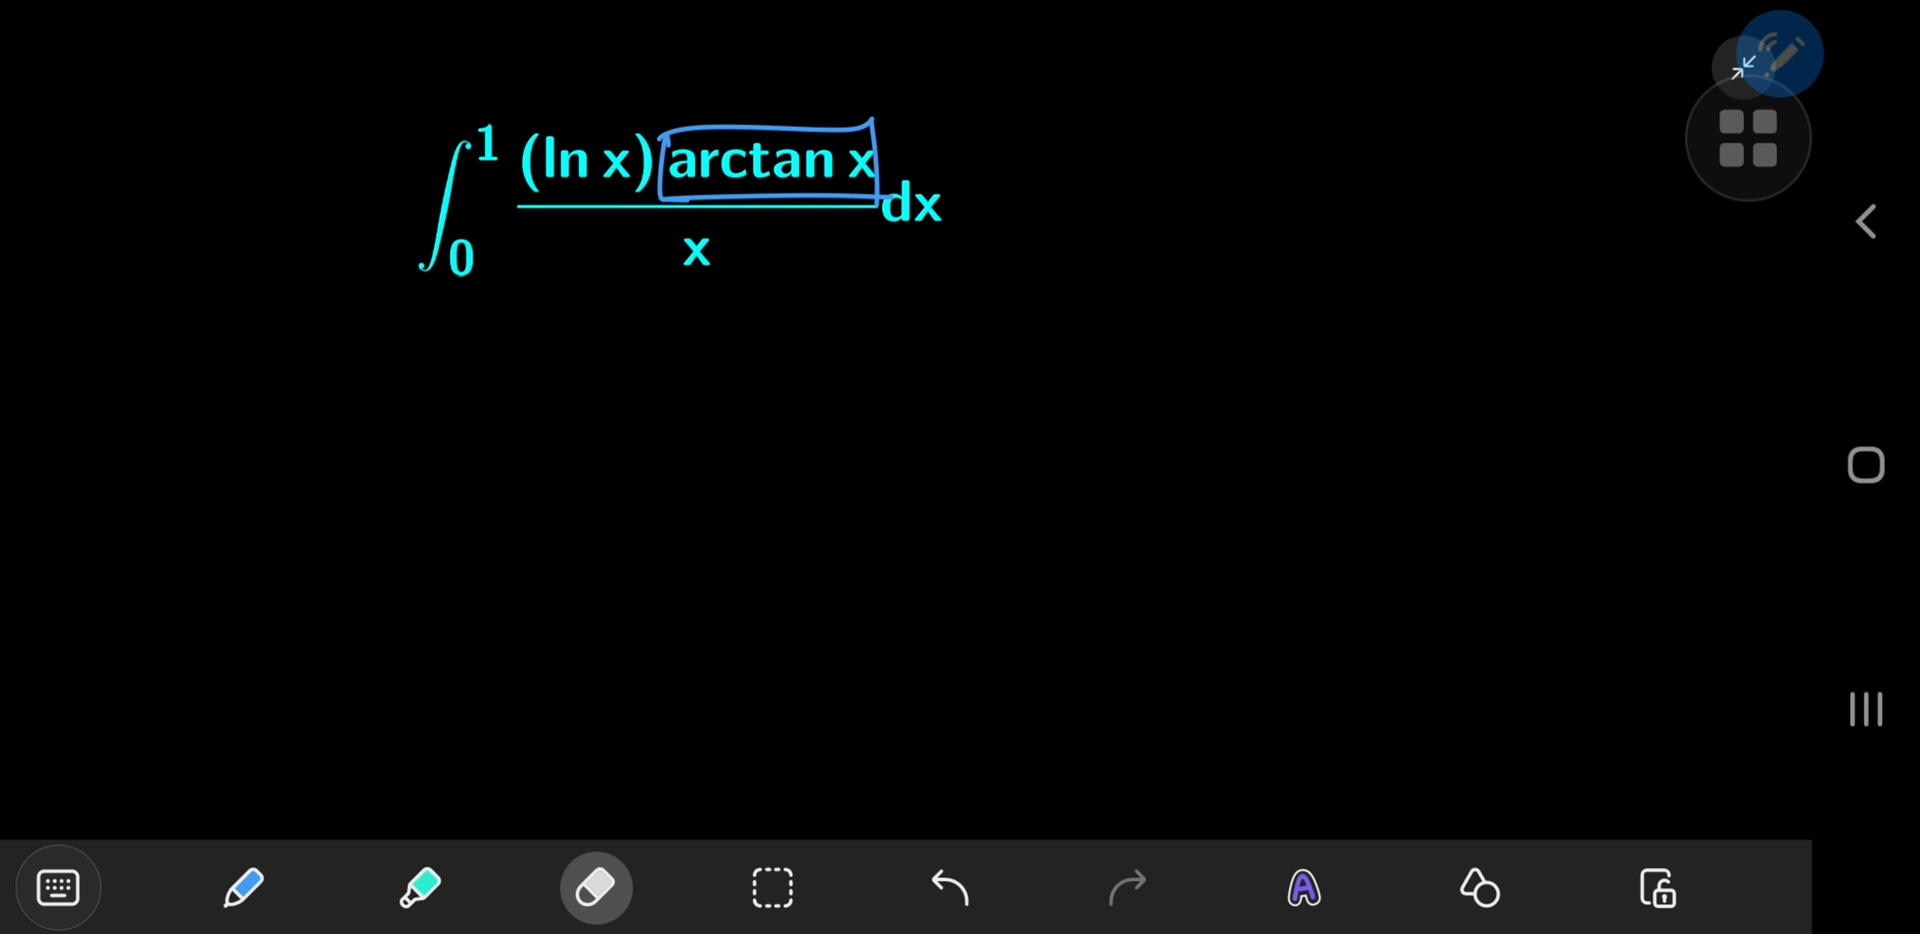 ∫₀¹ (ln x) arctan x / x dx